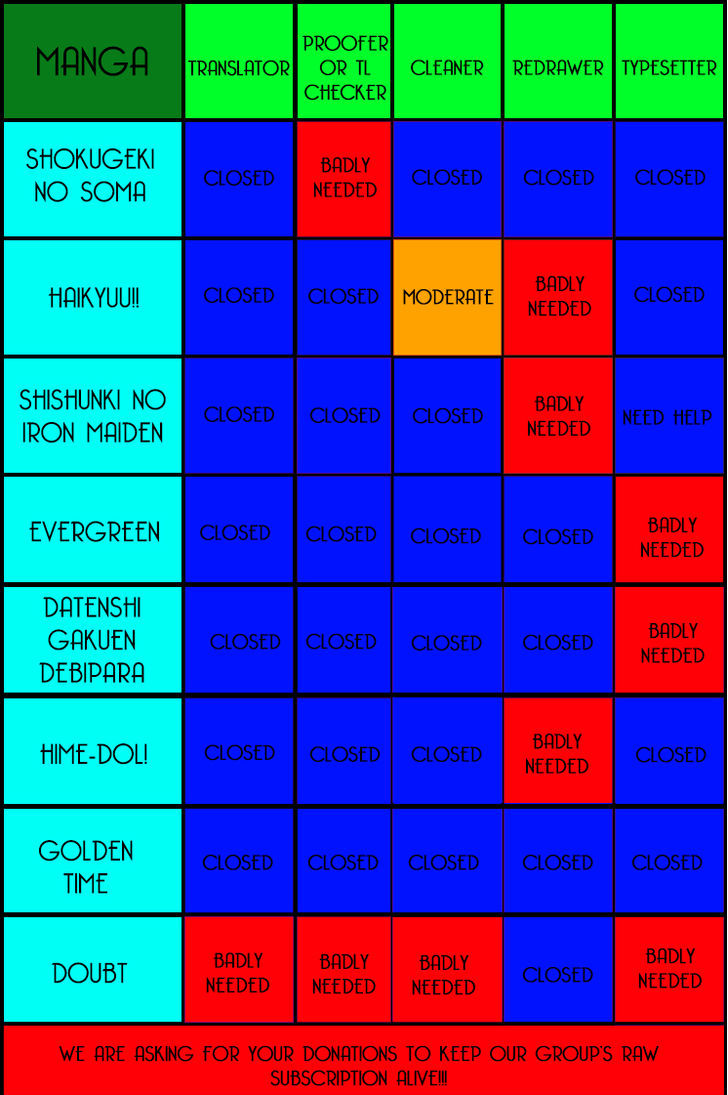 MANGA
TRANSLATOR
PROOFER
OR TL
CHECKER
CLEANER
REDRAWER
TYPESETTER
SHOKUGEKI
NO SOMA
CLOSED
BADLY
NEEDED
CLOSED
CLOSED
CLOSED
HAIKYUU!!
CLOSED
CLOSED
MODERATE
BADLY
NEEDED
CLOSED
SHISHUNKI NO
IRON MAIDEN
CLOSED
CLOSED
CLOSED
BADLY
NEEDED
NEED HELP
EVERGREEN
CLOSED
CLOSED
CLOSED
CLOSED
BADLY
NEEDED
DATENSHI
GAKUEN
DEBIPARA
CLOSED
CLOSED
CLOSED
CLOSED
BADLY
NEEDED
HIME-DOL!
CLOSED
CLOSED
CLOSED
BADLY
NEEDED
CLOSED
GOLDEN
TIME
CLOSED
CLOSED
CLOSED
CLOSED
CLOSED
DOUBT
BADLY
NEEDED
BADLY
NEEDED
BADLY
NEEDED
CLOSED
BADLY
NEEDED
WE ARE ASKING FOR YOUR DONATIONS TO KEEP OUR GROUP'S RAW
SUBSCRIPTION ALIVE!!!